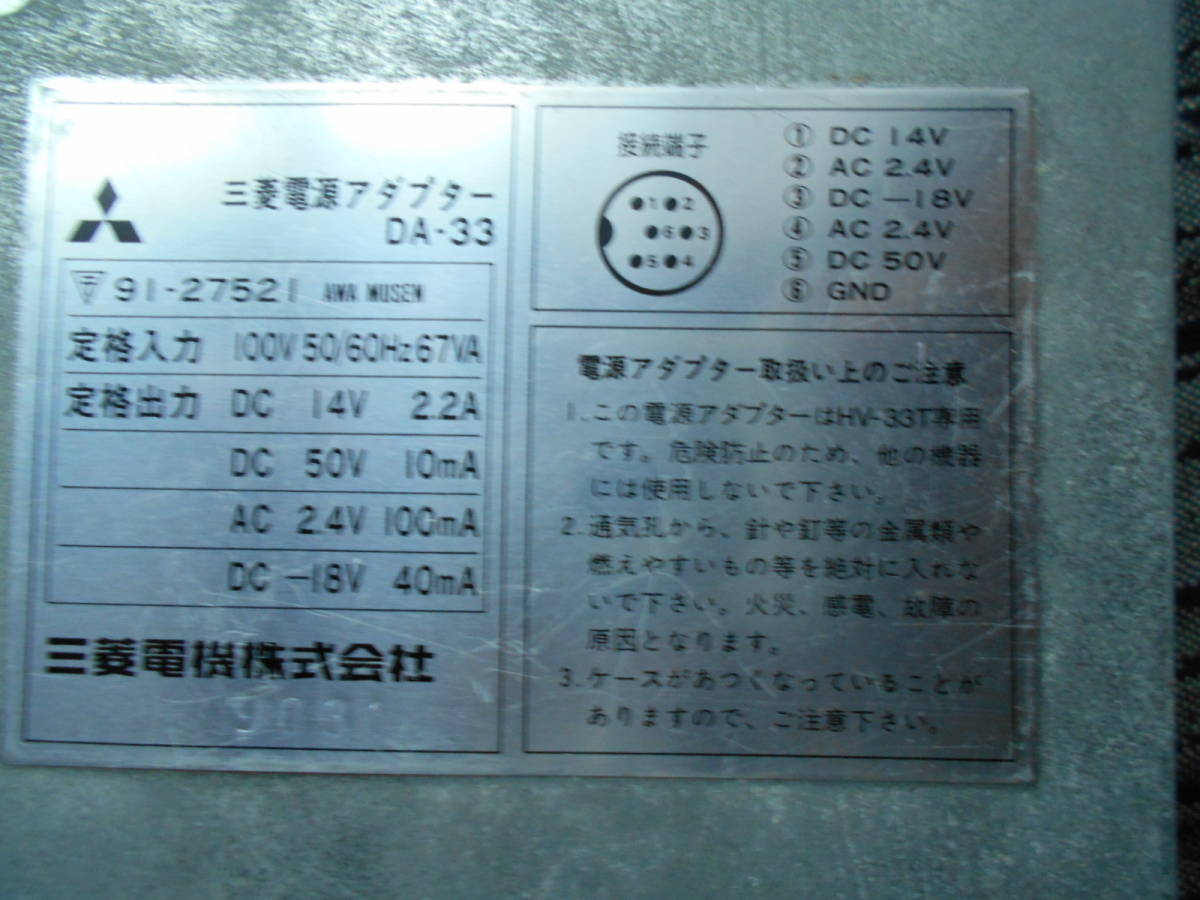 三菱電源アダプター
DA-33
〒 91-27521 AWA MUSEN
定格入力 100V 50/60Hz 67VA
定格出力 DC 14V 2.2A
DC 50V 10mA
AC 2.4V 100mA
DC -18V 40mA
三菱電機株式会社
接続端子
1 2
6 3
5 4
① DC 14V
② AC 2.4V
③ DC -18V
④ AC 2.4V
⑤ DC 50V
⑥ GND
電源アダプター取扱い上のご注意
1. この電源アダプターはHV-33T専用
です。危険防止のため、他の機器
には使用しないで下さい。
2. 通気孔から、針や釘等の金属類や
燃えやすいもの等を絶対に入れな
いで下さい。火災、感電、故障の
原因となります。
3. ケースがあつくなっていることが
ありますので、ご注意下さい。